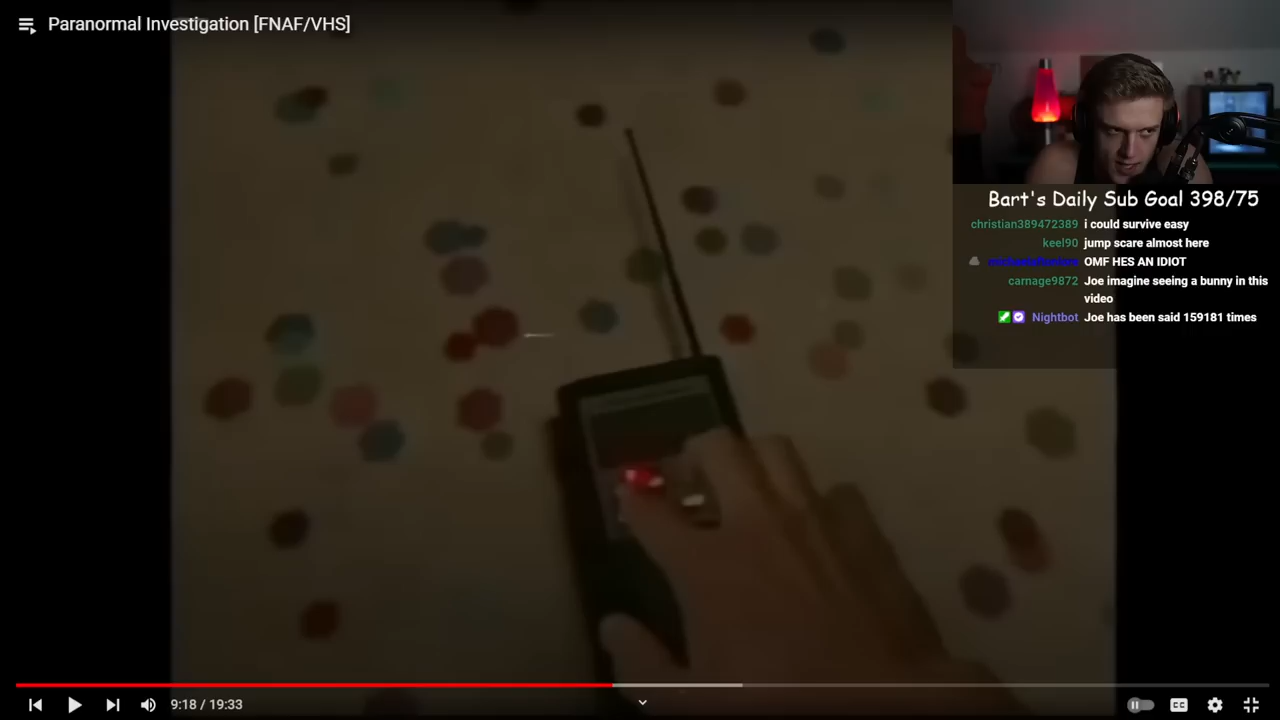 Paranormal Investigation [FNAF/VHS]
Bart's Daily Sub Goal 398/75
christian389472389 i could survive easy
keel90 jump scare almost here
OMF HES AN IDIOT
carnage9872 Joe imagine seeing a bunny in this
video
Nightbot Joe has been said 159181 times
9:18 / 19:33
CC